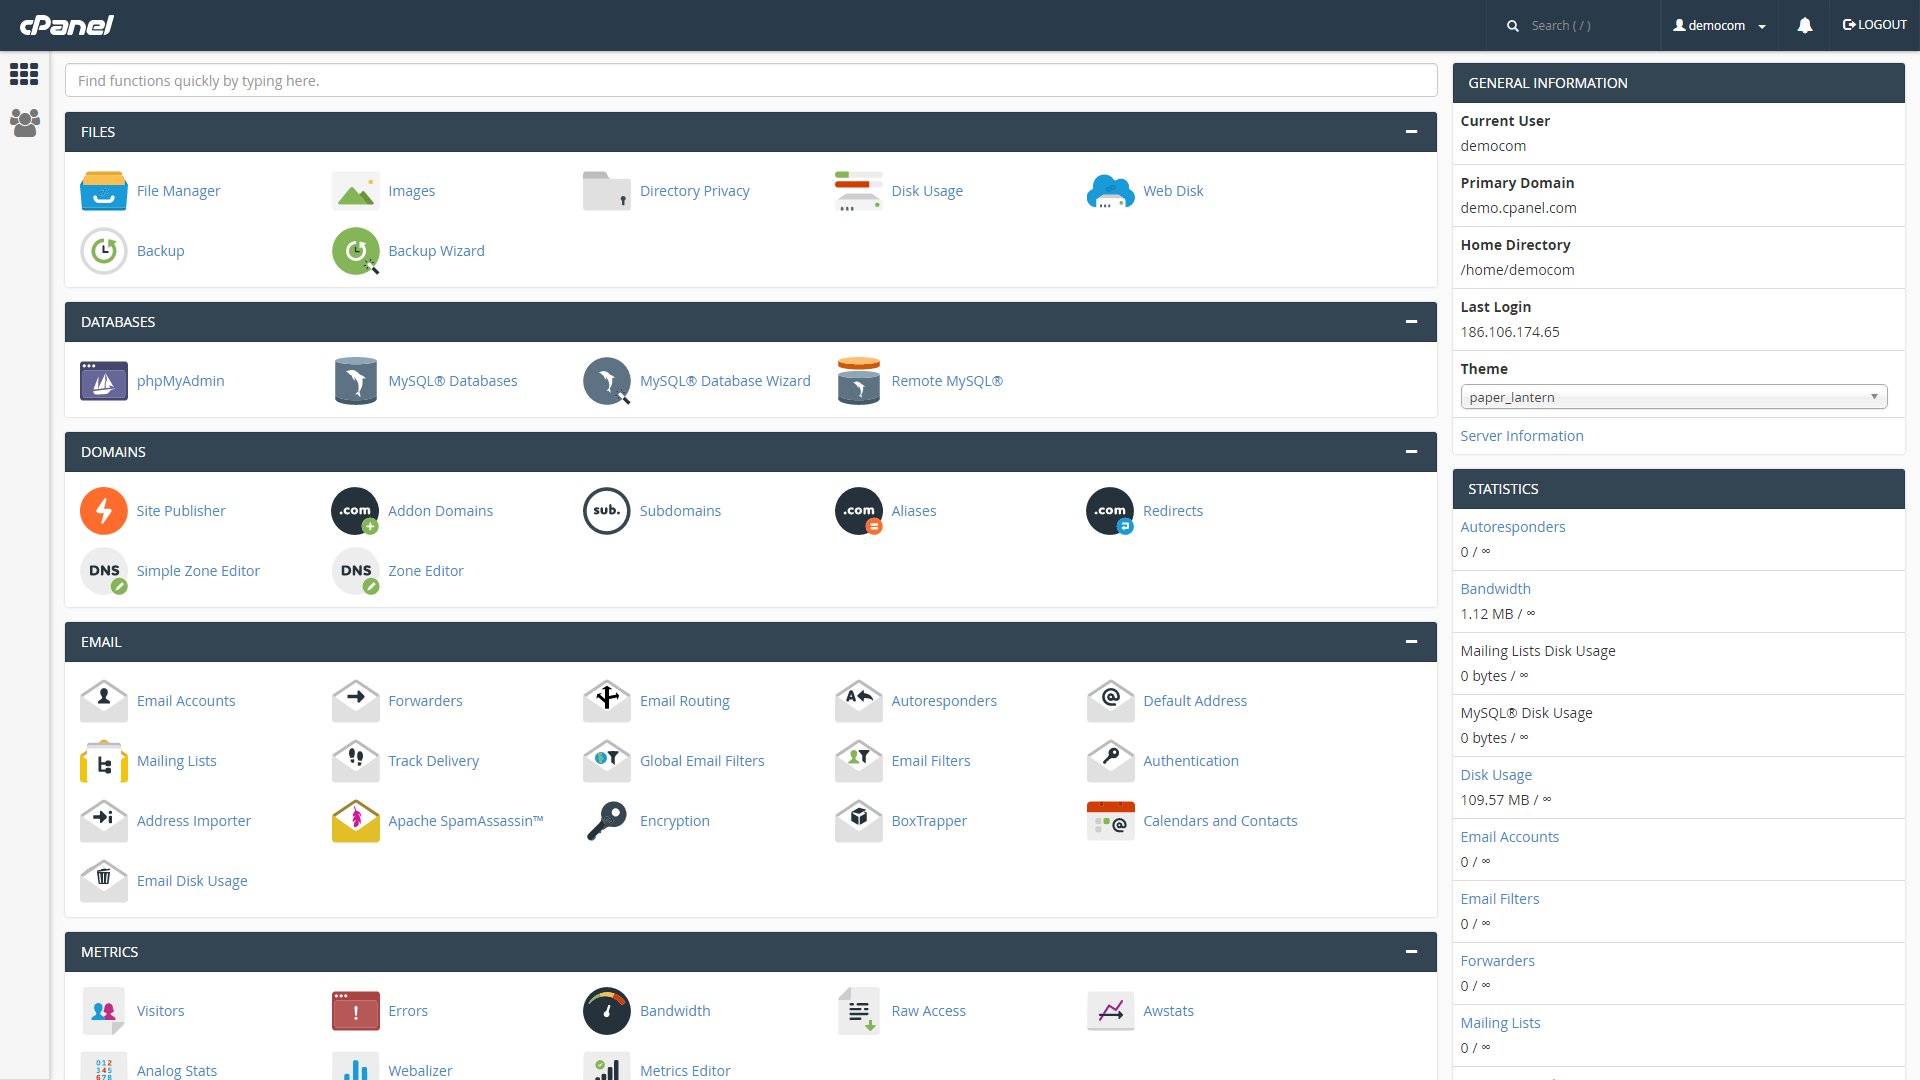 cPanel
Search ( / )
democom
LOGOUT
Find functions quickly by typing here.
FILES
File Manager
Images
Directory Privacy
Disk Usage
Web Disk
Backup
Backup Wizard
DATABASES
phpMyAdmin
MySQL® Databases
MySQL® Database Wizard
Remote MySQL®
DOMAINS
Site Publisher
.com
Addon Domains
sub.
Subdomains
.com
Aliases
.com
Redirects
DNS
Simple Zone Editor
DNS
Zone Editor
EMAIL
Email Accounts
Forwarders
Email Routing
A
Autoresponders
@
Default Address
Mailing Lists
Track Delivery
Global Email Filters
Email Filters
Authentication
Address Importer
Apache SpamAssassin™
Encryption
BoxTrapper
@
Calendars and Contacts
Email Disk Usage
METRICS
Visitors
!
Errors
Bandwidth
Raw Access
Awstats
012
345
678
Analog Stats
Webalizer
Metrics Editor
GENERAL INFORMATION
Current User
democom
Primary Domain
demo.cpanel.com
Home Directory
/home/democom
Last Login
186.106.174.65
Theme
paper_lantern
Server Information
STATISTICS
Autoresponders
0 / ∞
Bandwidth
1.12 MB / ∞
Mailing Lists Disk Usage
0 bytes / ∞
MySQL® Disk Usage
0 bytes / ∞
Disk Usage
109.57 MB / ∞
Email Accounts
0 / ∞
Email Filters
0 / ∞
Forwarders
0 / ∞
Mailing Lists
0 / ∞